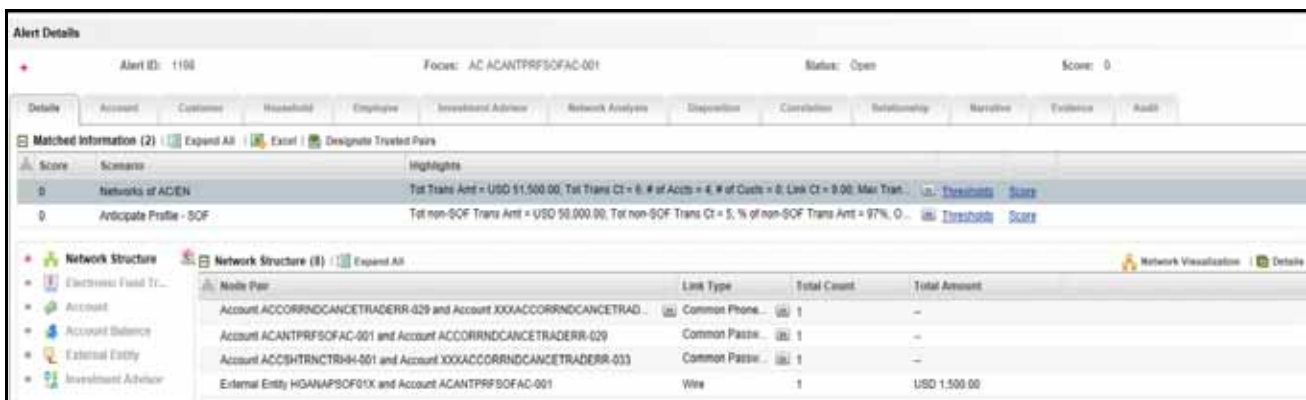 Alert Details
Alert ID: 1198 Focus: AC ACANTPRFSOFAC-001 Status: Open Score: 0
Details Account Customer Household Employee Investment Advisor Network Analysis Disposition Correlation Relationship Narrative Evidence Audit
Matched Information (2) Expand All Excel Designate Trusted Pairs
Score Scenario Highlights
0 Networks of AC/EN Tot Trans Amt = USD 51,500.00; Tot Trans Ct = 6; # of Accts = 4; # of Custs = 0; Link Ct = 9.00; Max Tran... Thresholds Score
0 Anticipate Profile - SOF Tot non-SOF Trans Amt = USD 50,000.00; Tot non-SOF Trans Ct = 5; % of non-SOF Trans Amt = 97%, O... Thresholds Score
Network Structure Network Structure (8) Expand All Network Visualization Details
Electronic Fund Tr...
Node Pair Link Type Total Count Total Amount
Account
Account ACCORRNDCANCETRADERR-029 and Account XXXACCORRNDCANCETRAD... Common Phone... 1 --
Account Balance
Account ACANTPRFSOFAC-001 and Account ACCORRNDCANCETRADERR-029 Common Passw... 1 --
External Entity
Account ACCSHTRNCTRHH-001 and Account XXXACCORRNDCANCETRADERR-033 Common Passw... 1 --
Investment Advisor
External Entity HGANAPSOF01X and Account ACANTPRFSOFAC-001 Wire 1 USD 1,500.00